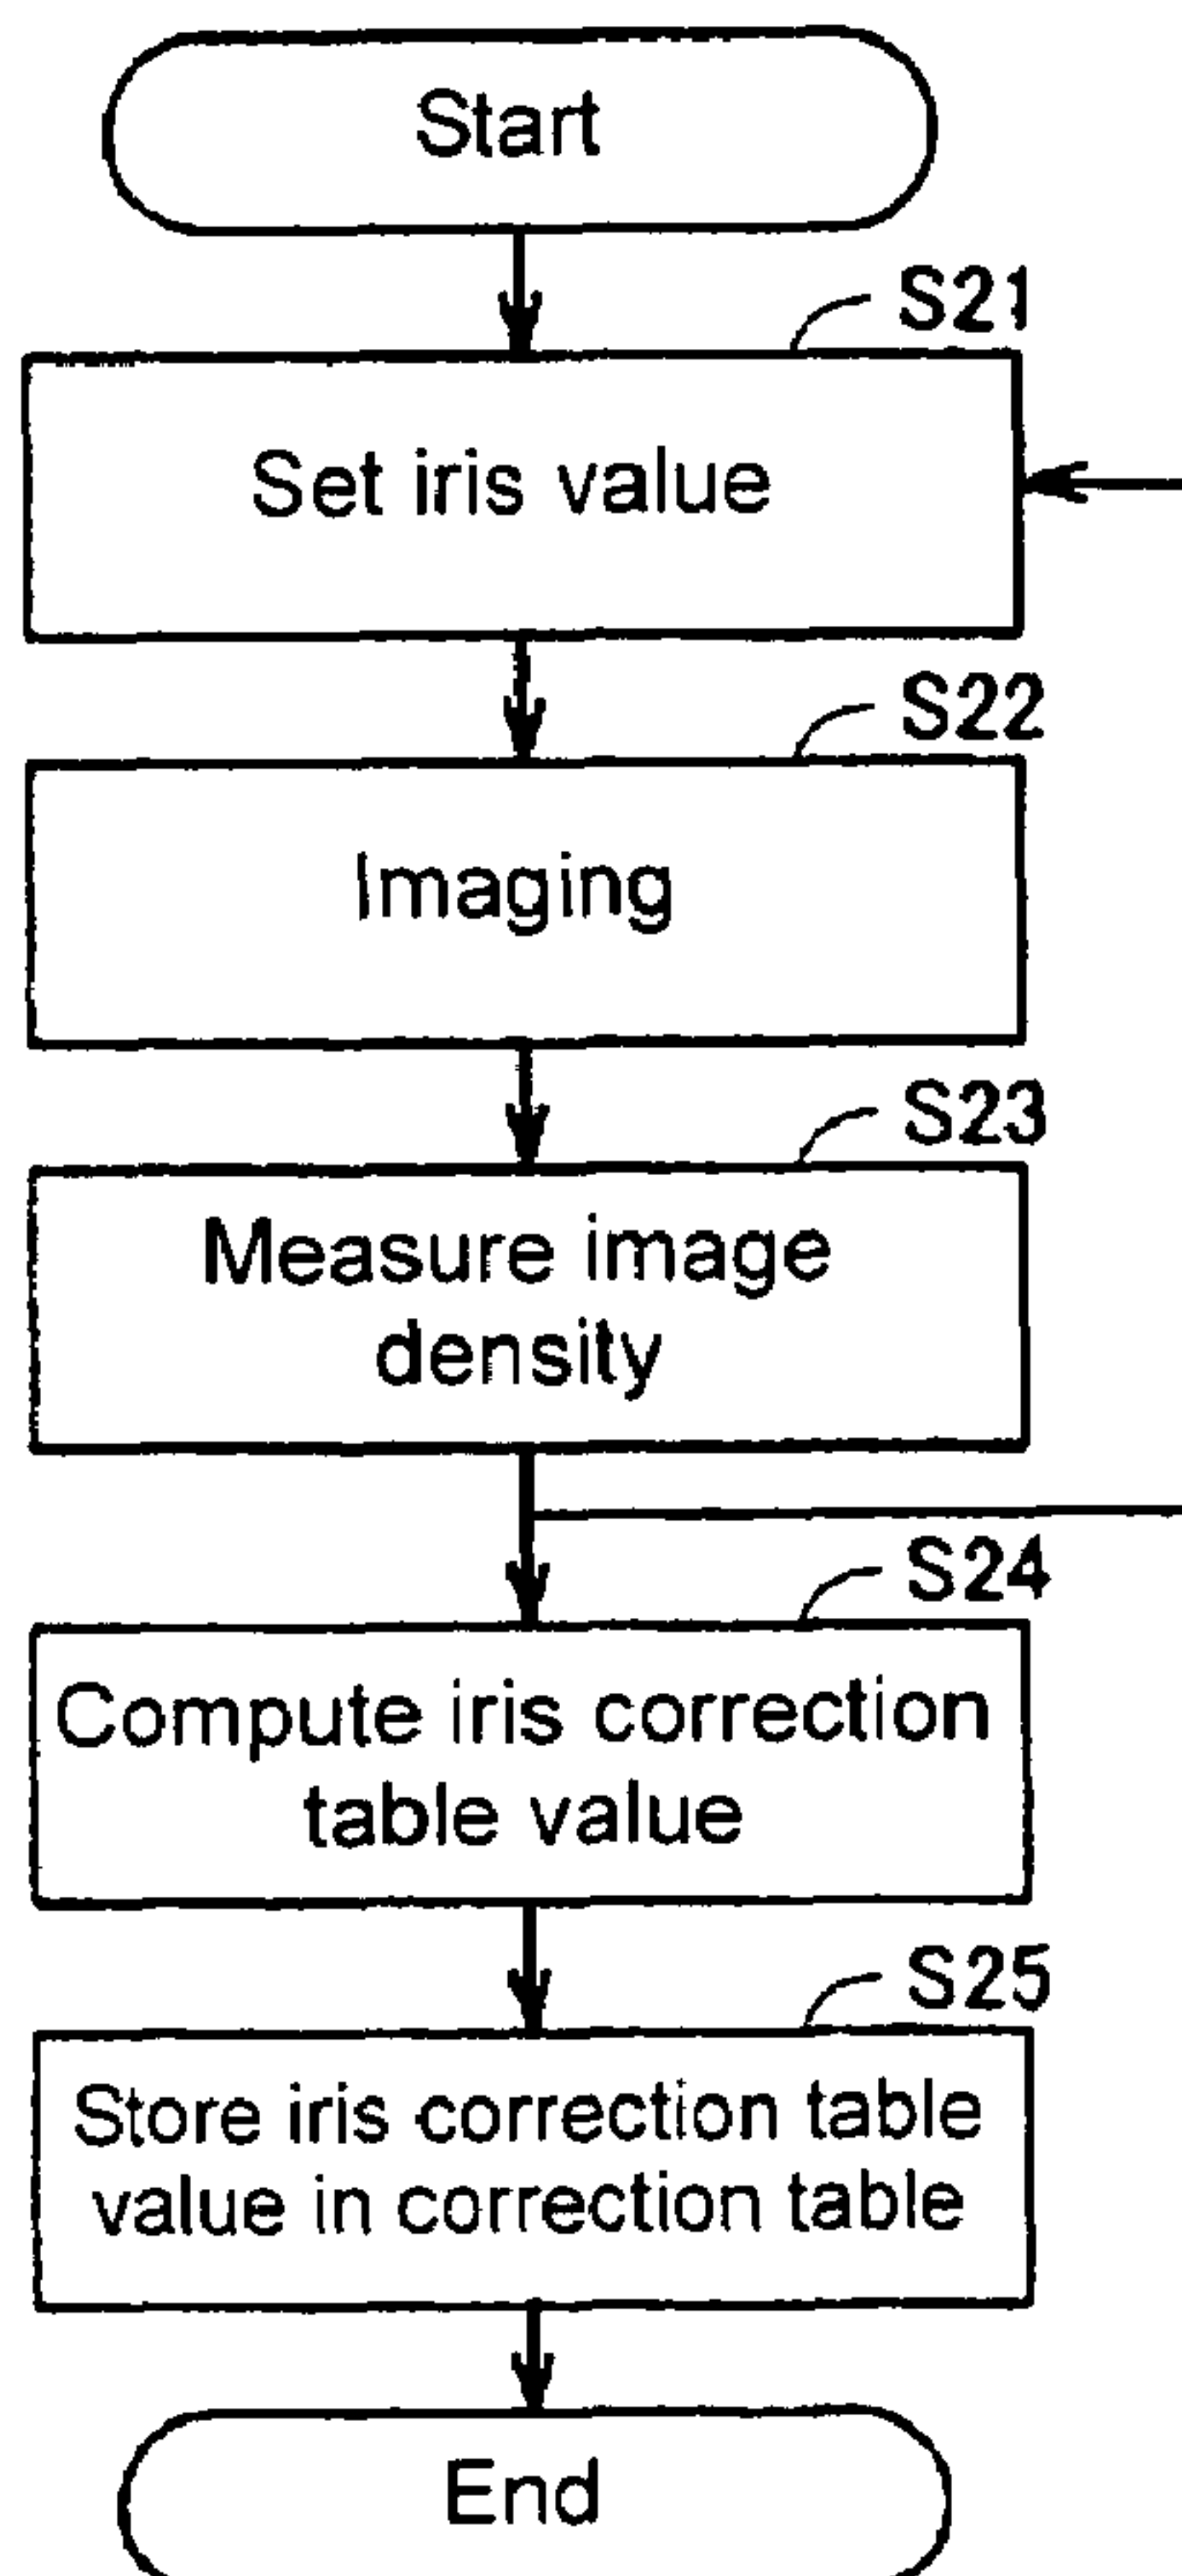 Start
S21
Set iris value
S22
Imaging
S23
Measure image
density
S24
Compute iris correction
table value
S25
Store iris correction table
value in correction table
End